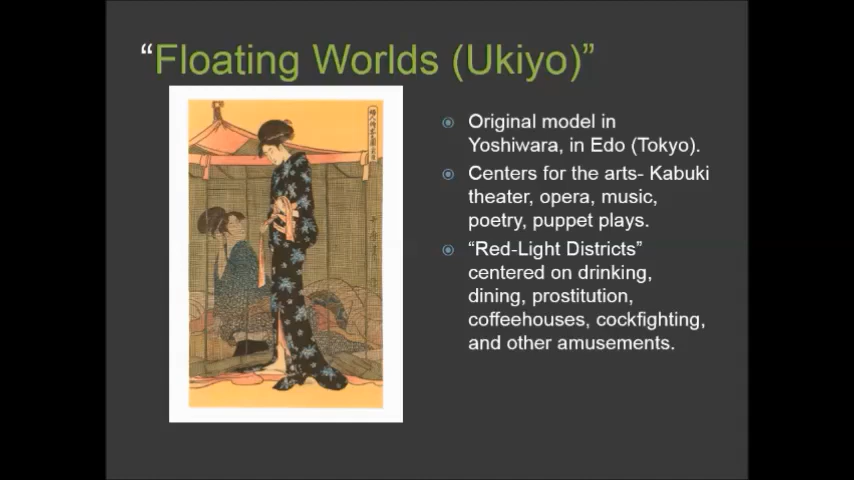 “Floating Worlds (Ukiyo)”
Original model in
Yoshiwara, in Edo (Tokyo).
Centers for the arts- Kabuki
theater, opera, music,
poetry, puppet plays.
“Red-Light Districts”
centered on drinking,
dining, prostitution,
coffeehouses, cockfighting,
and other amusements.